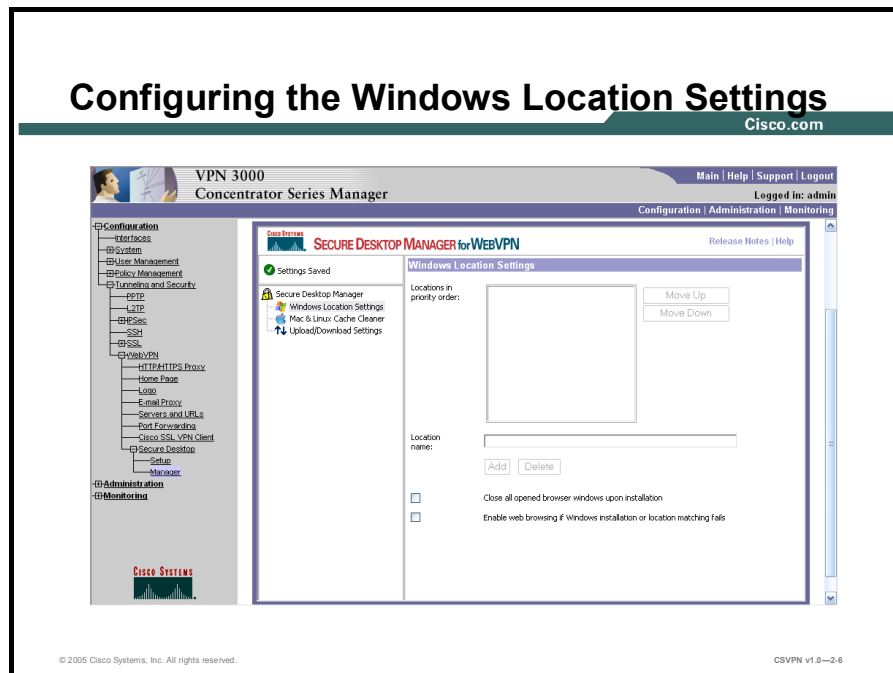 Configuring the Windows Location Settings
Cisco.com
VPN 3000
Concentrator Series Manager
Main | Help | Support | Logout
Logged in: admin
Configuration | Administration | Monitoring
Configuration
Interfaces
System
User Management
Policy Management
Tunneling and Security
PPTP
L2TP
IPSec
SSH
SSL
WebVPN
HTTP/HTTPS Proxy
Home Page
Logo
E-mail Proxy
Servers and URLs
Port Forwarding
Cisco SSL VPN Client
Secure Desktop
Setup
Manager
Administration
Monitoring
CISCO SYSTEMS
CISCO SYSTEMS
SECURE DESKTOP MANAGER FOR WEBVPN
Release Notes | Help
Settings Saved
Secure Desktop Manager
Windows Location Settings
Mac & Linux Cache Cleaner
Upload/Download Settings
Windows Location Settings
Locations in
priority order:
Move Up
Move Down
Location
name:
Add Delete
Close all opened browser windows upon installation
Enable web browsing if Windows installation or location matching fails
© 2005 Cisco Systems, Inc. All rights reserved.
CSVPN v1.0—2-6